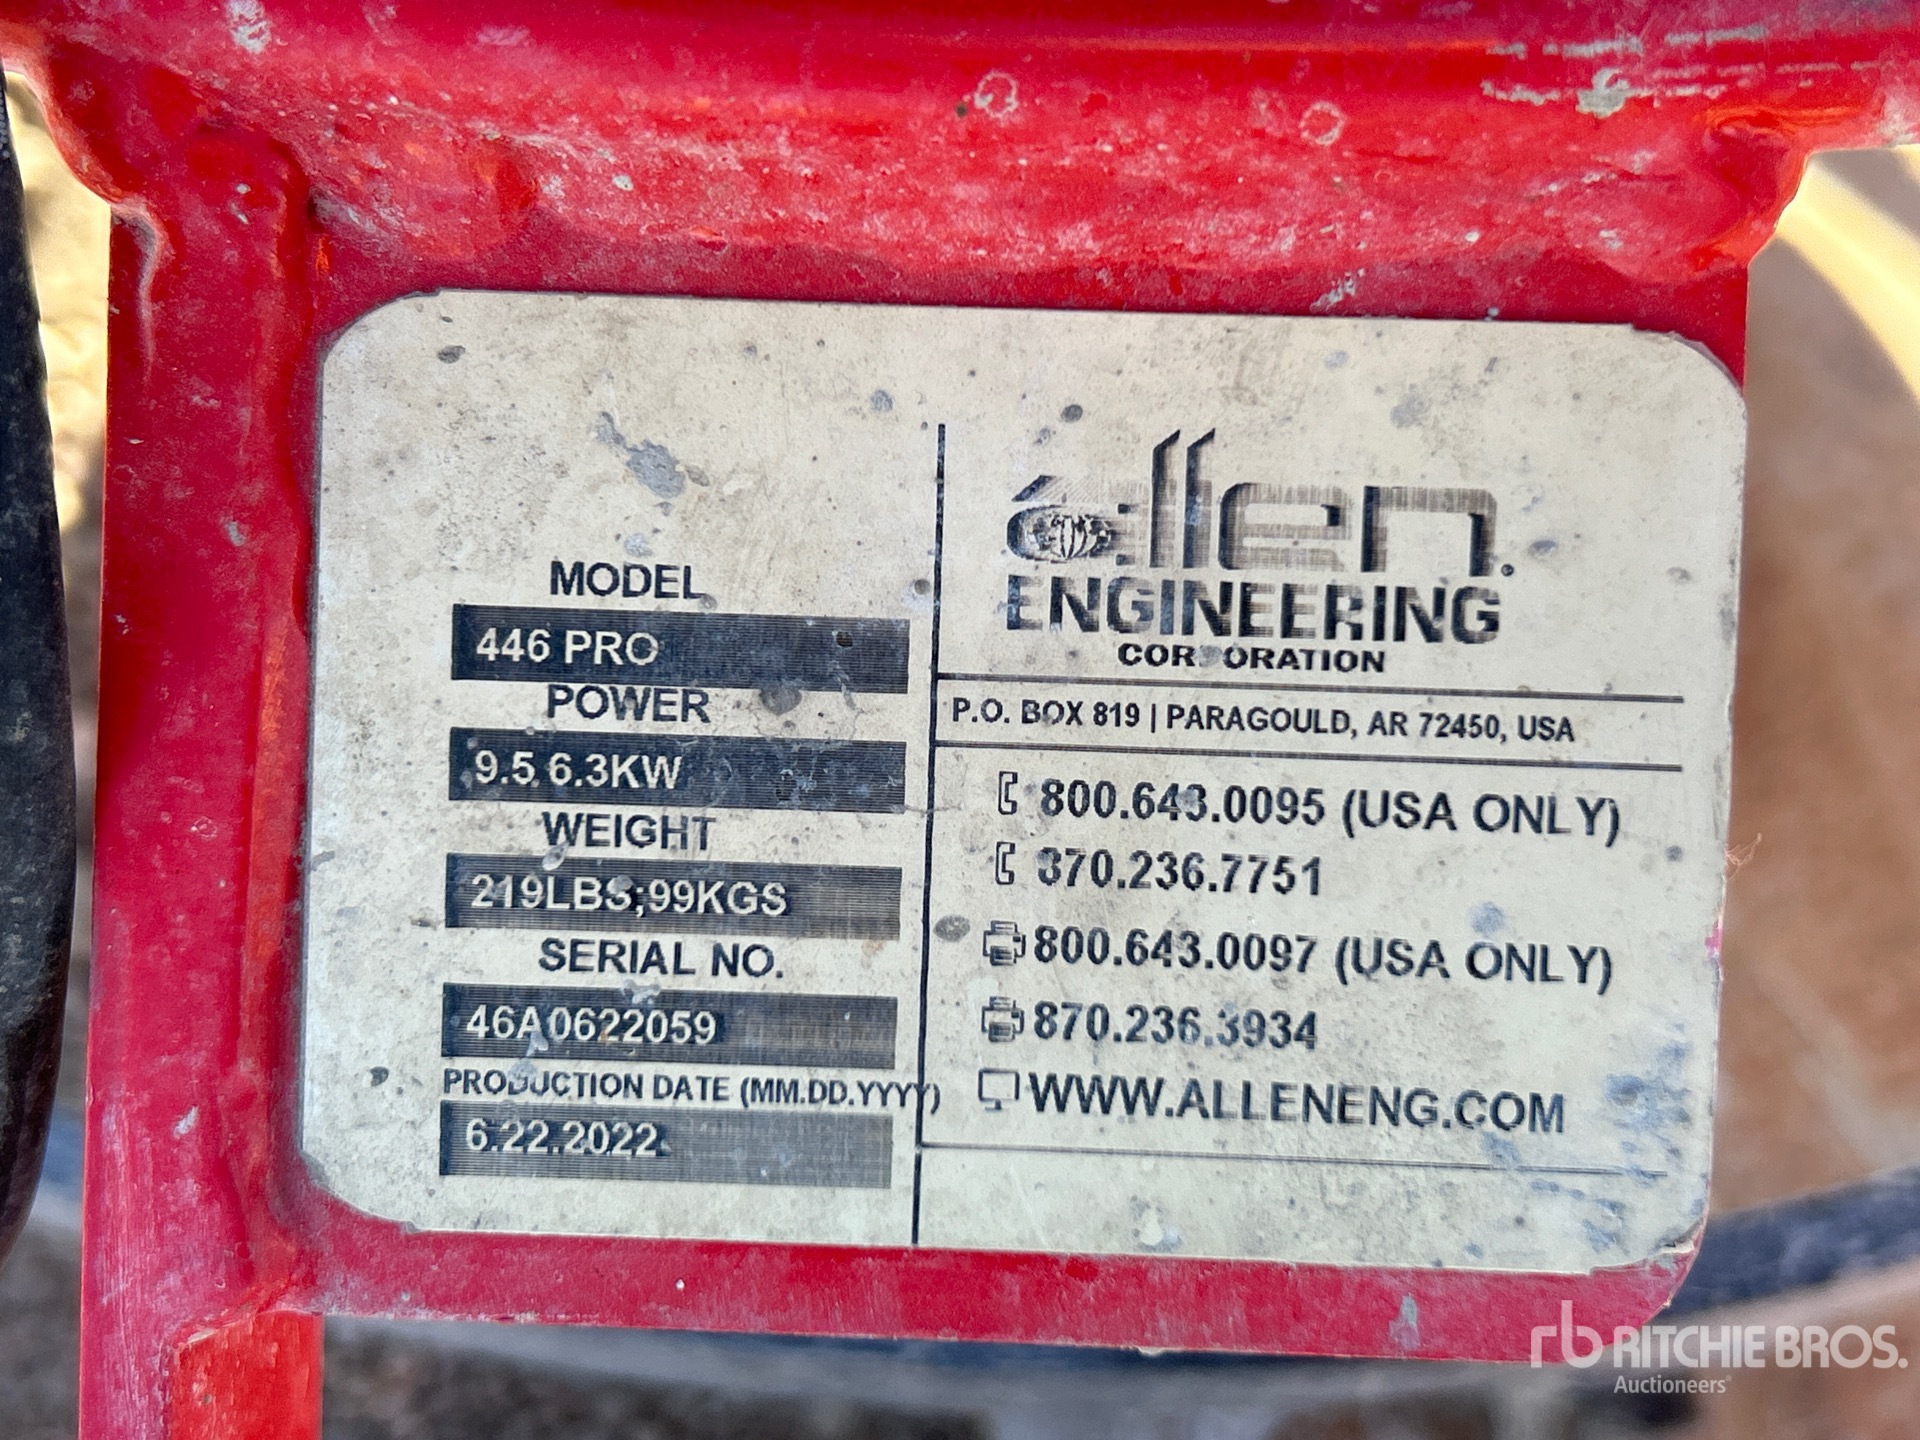 MODEL
446 PRO
POWER
9.5 6.3KW
WEIGHT
219LBS;99KGS
SERIAL NO.
46A0622059
PRODUCTION DATE (MM.DD.YYYY)
6.22.2022
allen.
ENGINEERING
CORPORATION
P.O. BOX 819 | PARAGOULD, AR 72450, USA
800.643.0095 (USA ONLY)
870.236.7751
800.643.0097 (USA ONLY)
870.236.3934
WWW.ALLENENG.COM
rb RITCHIE BROS.
Auctioneers